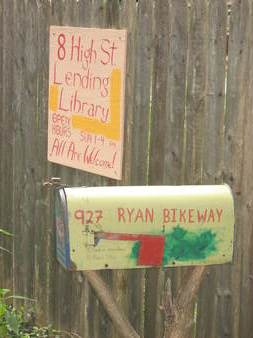 8 High St.
Lending
Library
OPEN
HOURS SUN 1-4 PM
All Are Welcome!
927 RYAN BIKEWAY